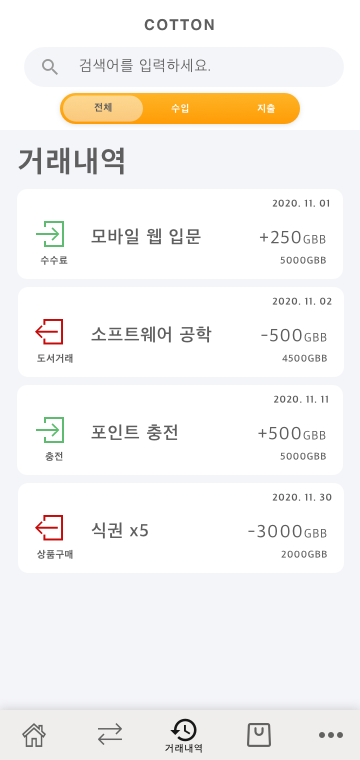 COTTON
검색어를 입력하세요.
전체 수입 지출
거래내역
2020. 11. 01
모바일 웹 입문 +250GBB
수수료 5000GBB
2020. 11. 02
소프트웨어 공학 -500GBB
도서거래 4500GBB
2020. 11. 11
포인트 충전 +500GBB
충전 5000GBB
2020. 11. 30
식권 x5 -3000GBB
상품구매 2000GBB
거래내역